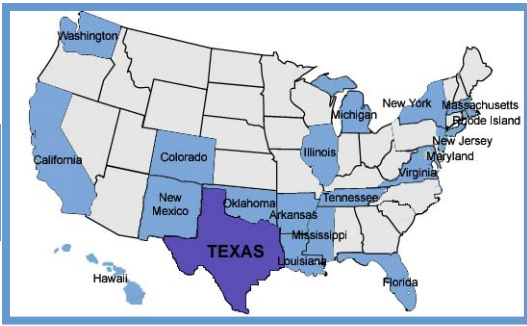 Washington
New York
Massachusetts
Michigan
Rhode Island
New Jersey
Illinois
Maryland
California
Colorado
Virginia
New
Mexico
Oklahoma
Tennessee
Arkansas
Mississippi
TEXAS
Louisiana
Hawaii
Florida